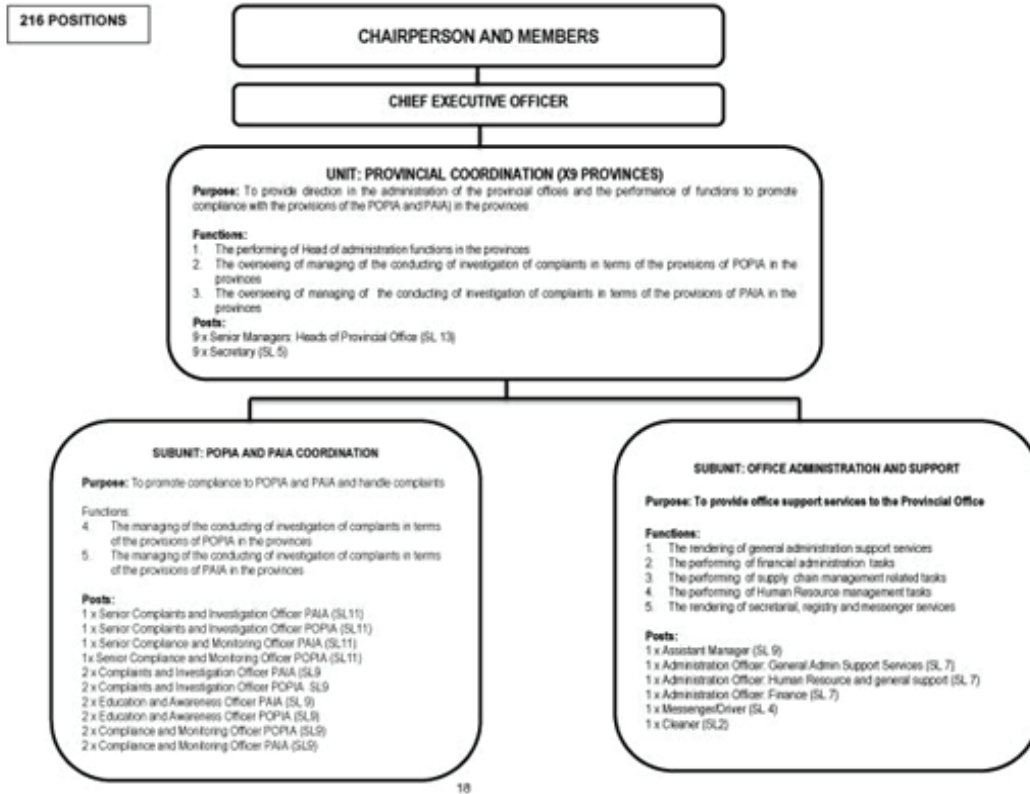 216 POSITIONS
CHAIRPERSON AND MEMBERS
CHIEF EXECUTIVE OFFICER
UNIT: PROVINCIAL COORDINATION (X9 PROVINCES)
Purpose: To provide direction in the administration of the provincial offices and the performance of functions to promote
compliance with the provisions of the POPIA and PAIA) in the provinces
Functions:
1. The performing of Head of administration functions in the provinces
2. The overseeing of managing of the conducting of investigation of complaints in terms of the provisions of POPIA in the
provinces
3. The overseeing of managing of the conducting of investigation of complaints in terms of the provisions of PAIA in the
provinces
Posts:
9 x Senior Managers: Heads of Provincial Office (SL 13)
9 x Secretary (SL 5)
SUBUNIT: POPIA AND PAIA COORDINATION
Purpose: To promote compliance to POPIA and PAIA and handle complaints
Functions:
4. The managing of the conducting of investigation of complaints in terms
of the provisions of POPIA in the provinces
5. The managing of the conducting of investigation of complaints in terms
of the provisions of PAIA in the provinces
Posts:
1 x Senior Complaints and Investigation Officer PAIA (SL11)
1 x Senior Complaints and Investigation Officer POPIA (SL11)
1 x Senior Compliance and Monitoring Officer PAIA (SL11)
1x Senior Compliance and Monitoring Officer POPIA (SL11)
2 x Complaints and Investigation Officer PAIA (SL9
2 x Complaints and Investigation Officer POPIA SL9
2 x Education and Awareness Officer PAIA (SL 9)
2 x Education and Awareness Officer POPIA (SL9)
2 x Compliance and Monitoring Officer POPIA (SL9)
2 x Compliance and Monitoring Officer PAIA (SL9)
SUBUNIT: OFFICE ADMINISTRATION AND SUPPORT
Purpose: To provide office support services to the Provincial Office
Functions:
1. The rendering of general administration support services
2. The performing of financial administration tasks
3. The performing of supply chain management related tasks
4. The performing of Human Resource management tasks
5. The rendering of secretarial, registry and messenger services
Posts:
1 x Assistant Manager (SL 9)
1 x Administration Officer: General Admin Support Services (SL 7)
1 x Administration Officer: Human Resource and general support (SL 7)
1 x Administration Officer: Finance (SL 7)
1 x Messenger/Driver (SL 4)
1 x Cleaner (SL2)
18